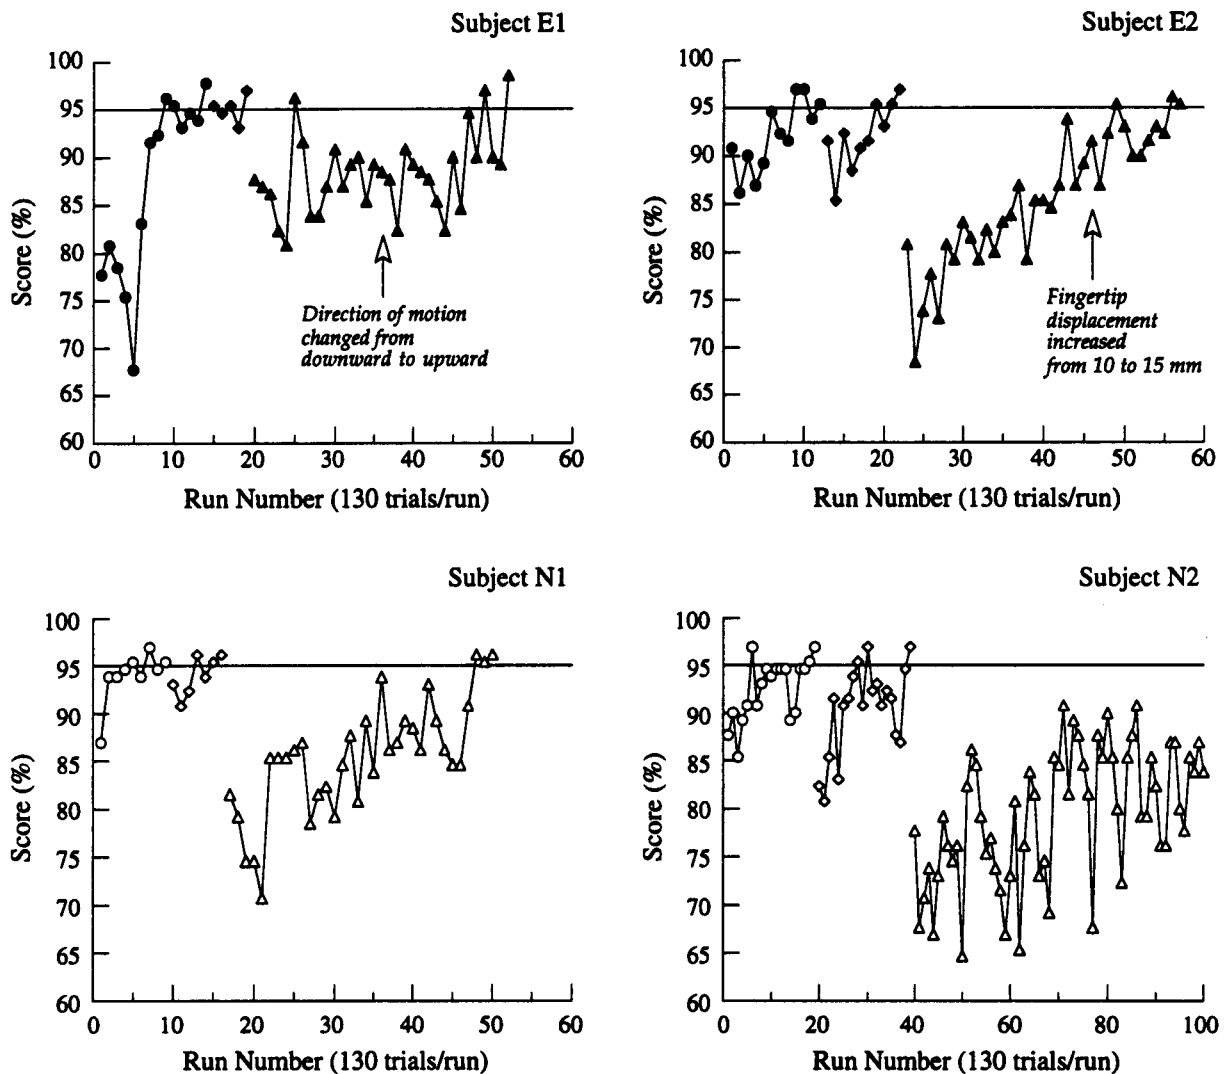 Subject E1
100
95
90
85
80
75
70
65
60
Score (%)
0 10 20 30 40 50 60
Run Number (130 trials/run)
Direction of motion
changed from
downward to upward
Subject E2
100
95
90
85
80
75
70
65
60
Score (%)
0 10 20 30 40 50 60
Run Number (130 trials/run)
Fingertip
displacement
increased
from 10 to 15 mm
Subject N1
100
95
90
85
80
75
70
65
60
Score (%)
0 10 20 30 40 50 60
Run Number (130 trials/run)
Subject N2
100
95
90
85
80
75
70
65
60
Score (%)
0 20 40 60 80 100
Run Number (130 trials/run)